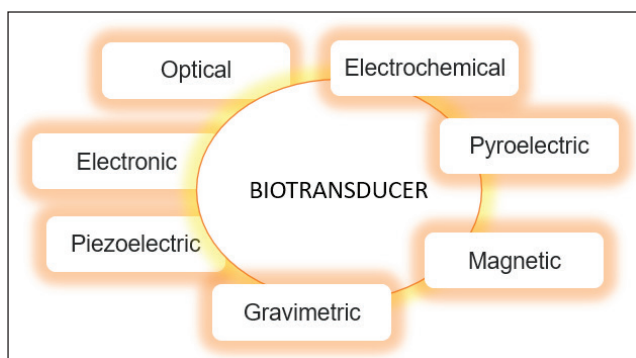 Optical
Electrochemical
Electronic
Pyroelectric
BIOTRANSDUCER
Piezoelectric
Magnetic
Gravimetric